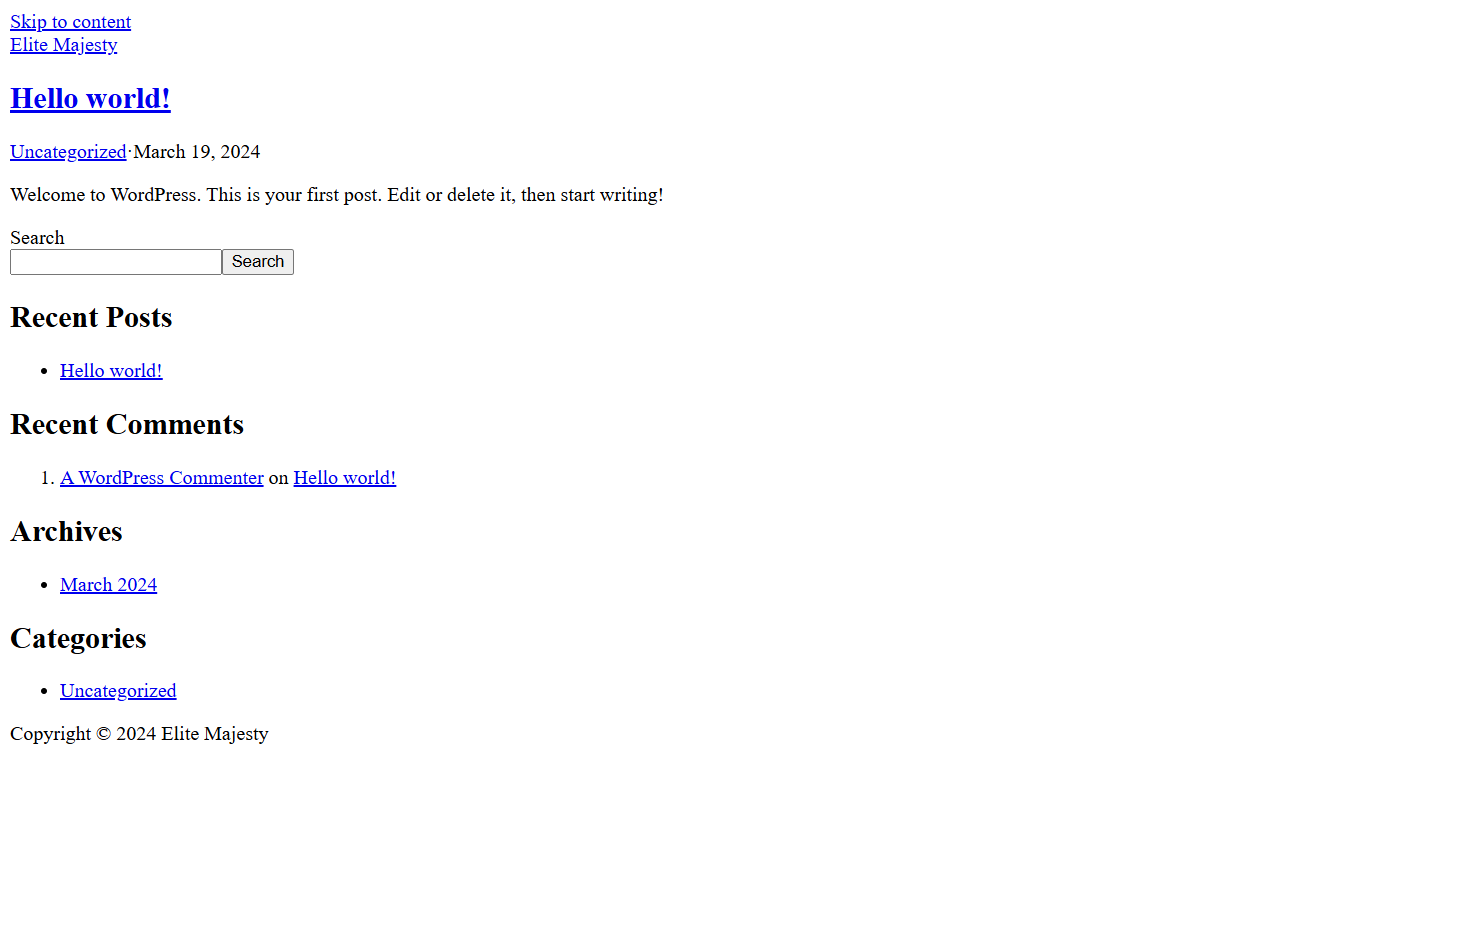 Skip to content
Elite Majesty
Hello world!
Uncategorized·March 19, 2024
Welcome to WordPress. This is your first post. Edit or delete it, then start writing!
Search
Search
Recent Posts
Hello world!
Recent Comments
1. A WordPress Commenter on Hello world!
Archives
March 2024
Categories
Uncategorized
Copyright © 2024 Elite Majesty